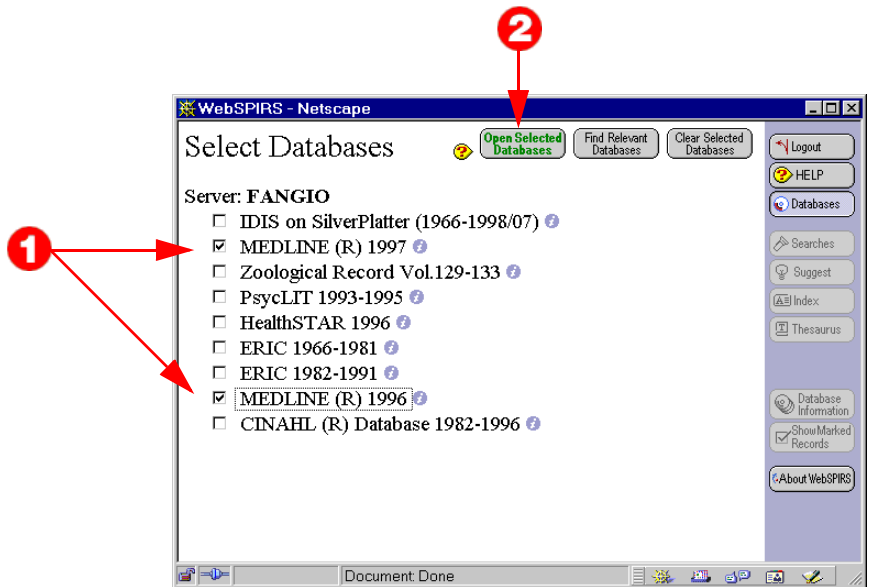 2
WebSPIRS - Netscape
Select Databases
Open Selected
Databases
Find Relevant
Databases
Clear Selected
Databases
Server: FANGIO
IDIS on SilverPlatter (1966-1998/07)
MEDLINE (R) 1997
Zoological Record Vol.129-133
PsycLIT 1993-1995
HealthSTAR 1996
ERIC 1966-1981
ERIC 1982-1991
MEDLINE (R) 1996
CINAHL (R) Database 1982-1996
1
Logout
HELP
Databases
Searches
Suggest
Index
Thesaurus
Database
Information
Show Marked
Records
About WebSPIRS
Document: Done